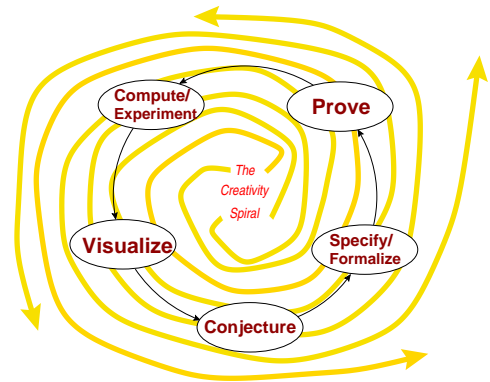 Compute/
Experiment
Prove
The
Creativity
Spiral
Visualize
Specify/
Formalize
Conjecture